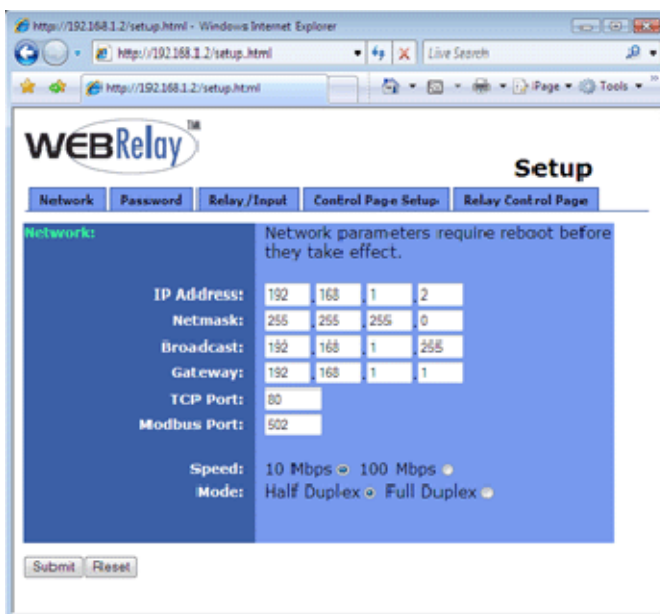 http://192.168.1.2/setup.html - Windows Internet Explorer
http://192.168.1.2/setup.html
Live Search
http://192.168.1.2/setup.html
Page
Tools
»
WEBRelay™
Setup
Network
Password
Relay/Input
Control Page Setup
Relay Control Page
Network:
Network parameters require reboot before
they take effect.
IP Address: 192 . 168 . 1 . 2
Netmask: 255 . 255 . 255 . 0
Broadcast: 192 . 168 . 1 . 255
Gateway: 192 . 168 . 1 . 1
TCP Port: 80
Modbus Port: 502
Speed: 10 Mbps 100 Mbps
Mode: Half Duplex Full Duplex
Submit Reset